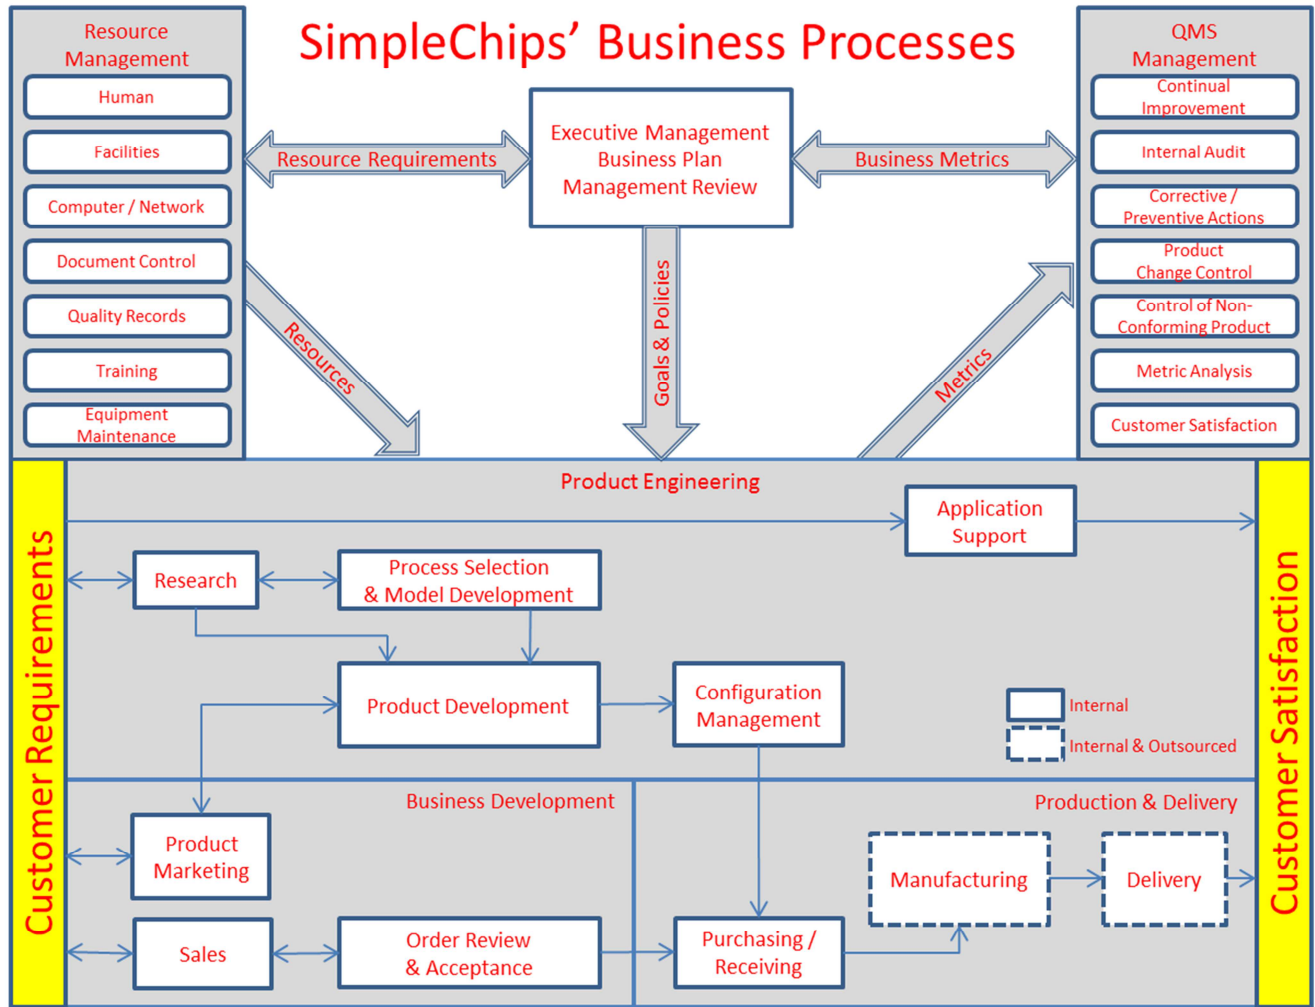 SimpleChips’ Business Processes
Resource
Management
Human
Facilities
Computer / Network
Document Control
Quality Records
Training
Equipment
Maintenance
Resource Requirements
Executive Management
Business Plan
Management Review
Business Metrics
QMS
Management
Continual
Improvement
Internal Audit
Corrective /
Preventive Actions
Product
Change Control
Control of Non-
Conforming Product
Metric Analysis
Customer Satisfaction
Resources
Goals & Policies
Metrics
Customer Requirements
Product Engineering
Application
Support
Research
Process Selection
& Model Development
Product Development
Configuration
Management
Internal
Internal & Outsourced
Business Development
Product
Marketing
Sales
Order Review
& Acceptance
Production & Delivery
Purchasing /
Receiving
Manufacturing
Delivery
Customer Satisfaction